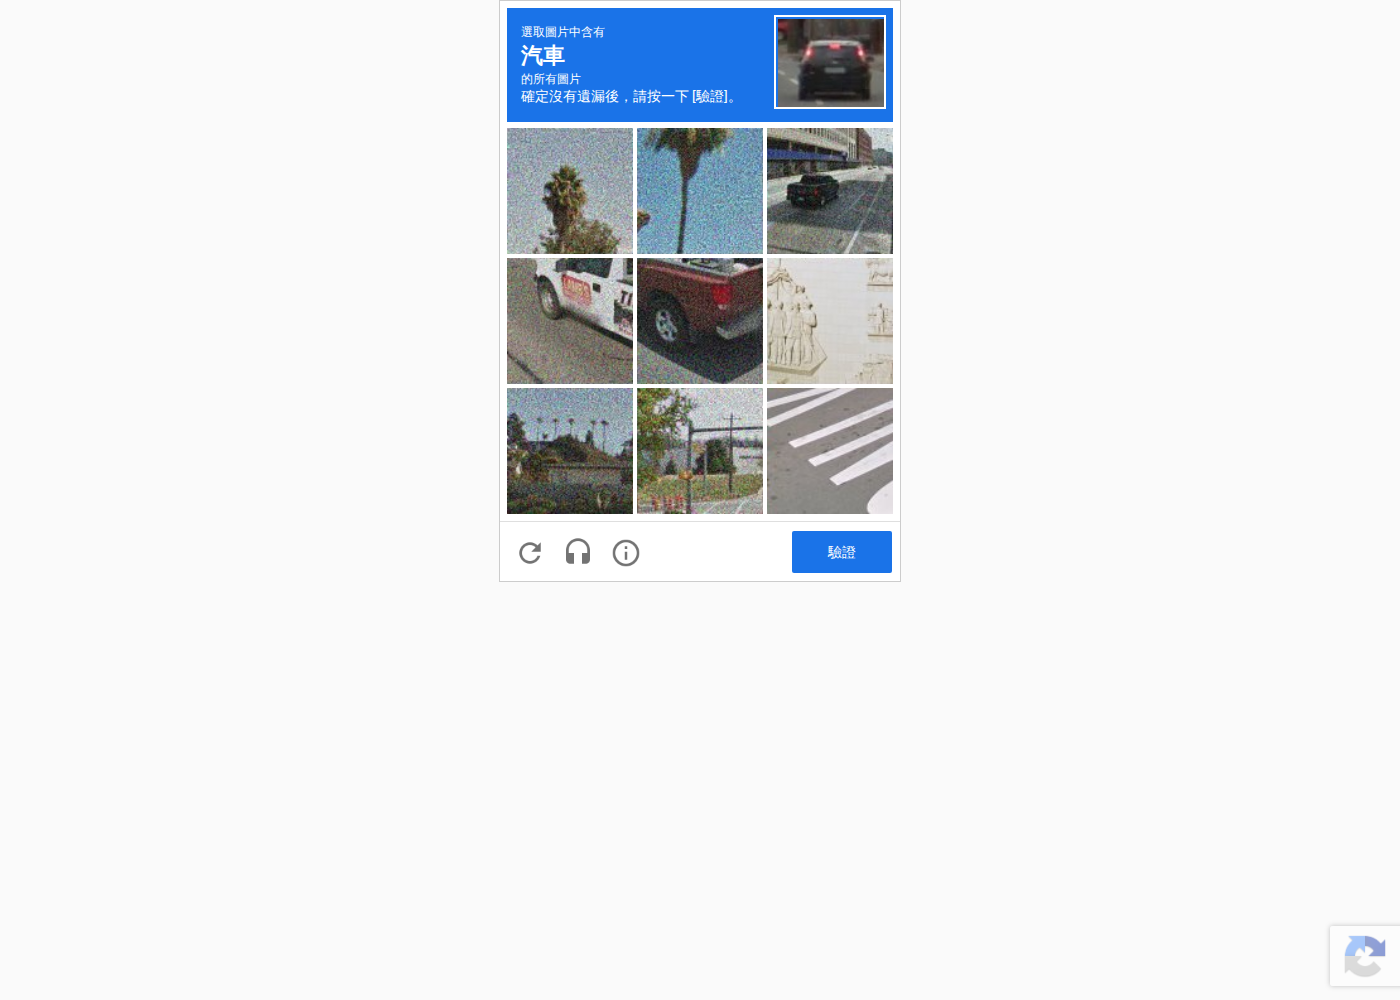 選取圖片中含有
汽車
的所有圖片
確定沒有遺漏後，請按一下 [驗證]。
驗證